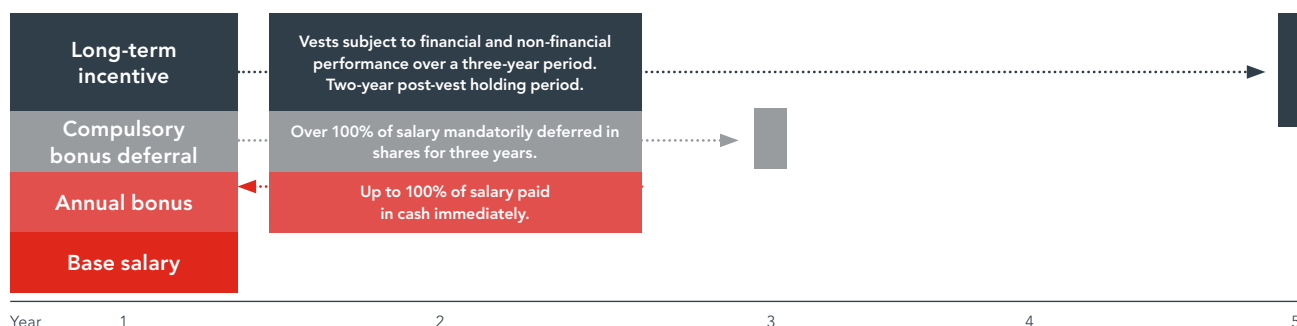 Long-term
incentive
Vests subject to financial and non-financial
performance over a three-year period.
Two-year post-vest holding period.
Compulsory
bonus deferral
Over 100% of salary mandatorily deferred in
shares for three years.
Annual bonus
Up to 100% of salary paid
in cash immediately.
Base salary
Year 1 2 3 4 5